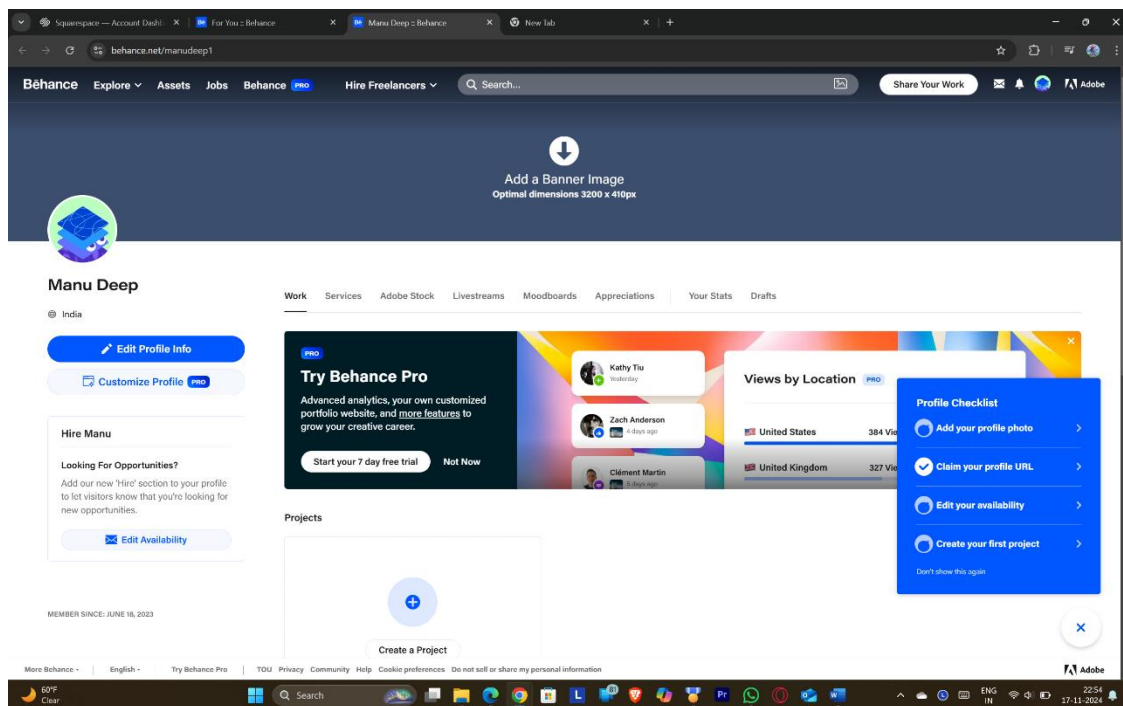 Squarespace — Account Dashb
For You :: Behance
Manu Deep :: Behance
New Tab
behance.net/manudeep1
Bēhance
Explore
Assets
Jobs
Behance PRO
Hire Freelancers
Search...
Share Your Work
Adobe
Add a Banner Image
Optimal dimensions 3200 x 410px
Manu Deep
India
Edit Profile Info
Customize Profile PRO
Hire Manu
Looking For Opportunities?
Add our new 'Hire' section to your profile
to let visitors know that you're looking for
new opportunities.
Edit Availability
MEMBER SINCE: JUNE 18, 2023
Work
Services
Adobe Stock
Livestreams
Moodboards
Appreciations
Your Stats
Drafts
PRO
Try Behance Pro
Advanced analytics, your own customized
portfolio website, and more features to
grow your creative career.
Start your 7 day free trial
Not Now
Kathy Tiu
Yesterday
Zach Anderson
4 days ago
Clément Martin
5 days ago
Views by Location PRO
United States
384 Vie
United Kingdom
327 Vie
Profile Checklist
Add your profile photo
Claim your profile URL
Edit your availability
Create your first project
Don't show this again
Projects
Create a Project
More Behance
English
Try Behance Pro
TOU
Privacy
Community
Help
Cookie preferences
Do not sell or share my personal information
Adobe
60°F
Clear
Search
L
81
Pr
ENG
IN
22:54
17-11-2024